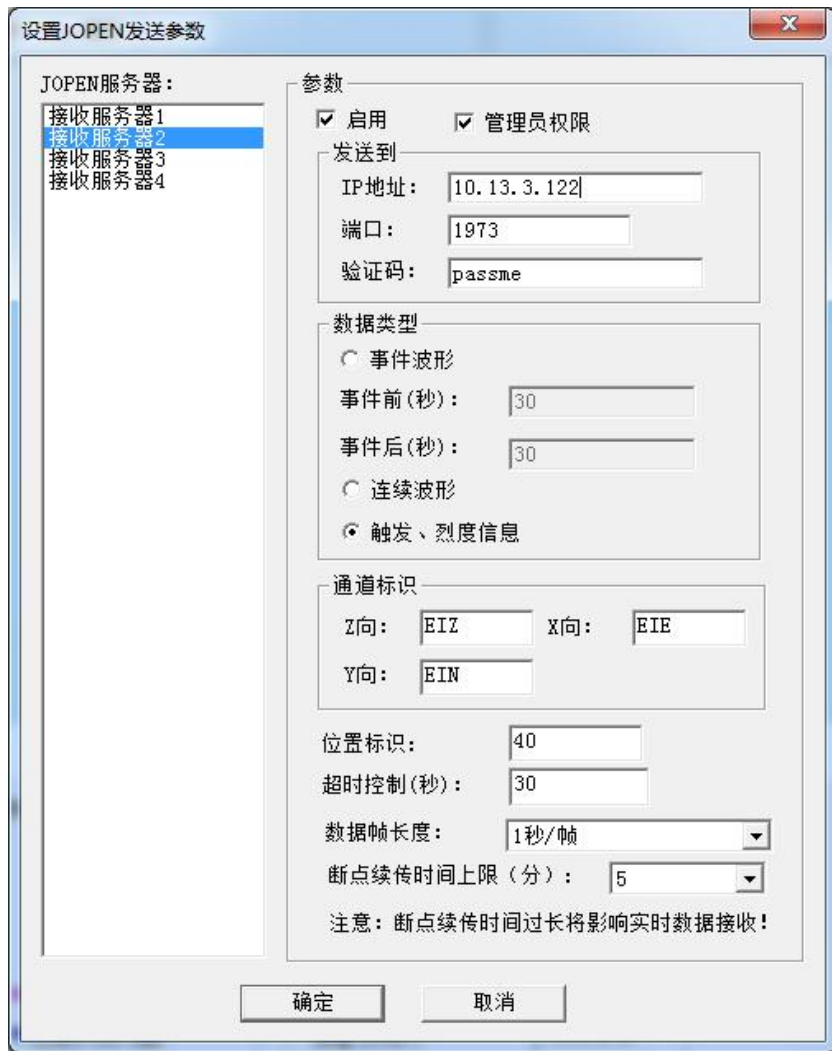 设置JOPEN发送参数
JOPEN服务器：
接收服务器1
接收服务器2
接收服务器3
接收服务器4
参数
启用 管理员权限
发送到
IP地址： 10.13.3.122
端口： 1973
验证码： passme
数据类型
事件波形
事件前(秒)： 30
事件后(秒)： 30
连续波形
触发、烈度信息
通道标识
Z向： EIZ X向： EIE
Y向： EIN
位置标识： 40
超时控制(秒)： 30
数据帧长度： 1秒/帧
断点续传时间上限（分）： 5
注意：断点续传时间过长将影响实时数据接收！
确定 取消